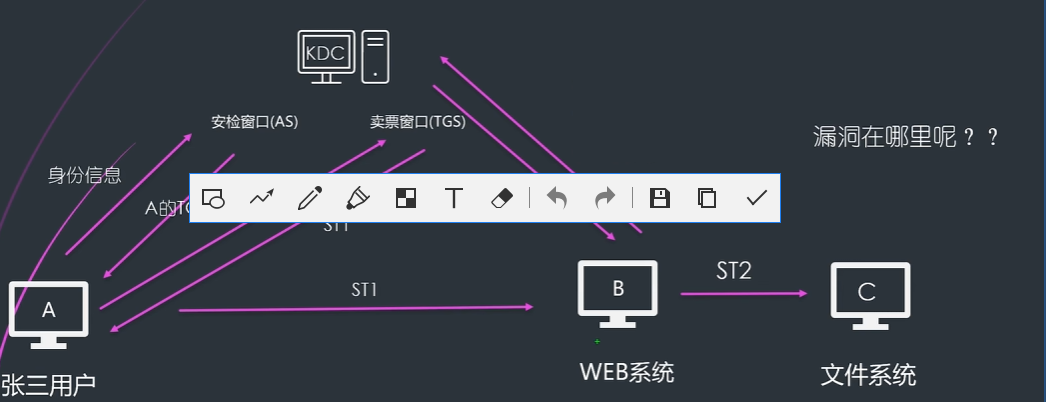 KDC
安检窗口(AS)
卖票窗口(TGS)
漏洞在哪里呢？？
身份信息
A的
ST1
ST1
ST2
A
B
C
WEB系统
文件系统
张三用户